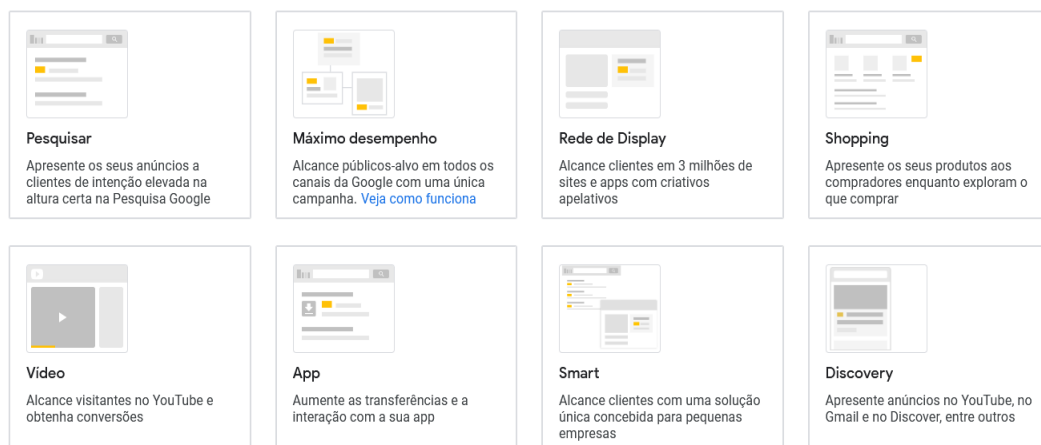 Pesquisar
Apresente os seus anúncios a
clientes de intenção elevada na
altura certa na Pesquisa Google
Máximo desempenho
Alcance públicos-alvo em todos os
canais da Google com uma única
campanha. Veja como funciona
Rede de Display
Alcance clientes em 3 milhões de
sites e apps com criativos
apelativos
Shopping
Apresente os seus produtos aos
compradores enquanto exploram o
que comprar
Vídeo
Alcance visitantes no YouTube e
obtenha conversões
App
Aumente as transferências e a
interação com a sua app
Smart
Alcance clientes com uma solução
única concebida para pequenas
empresas
Discovery
Apresente anúncios no YouTube, no
Gmail e no Discover, entre outros